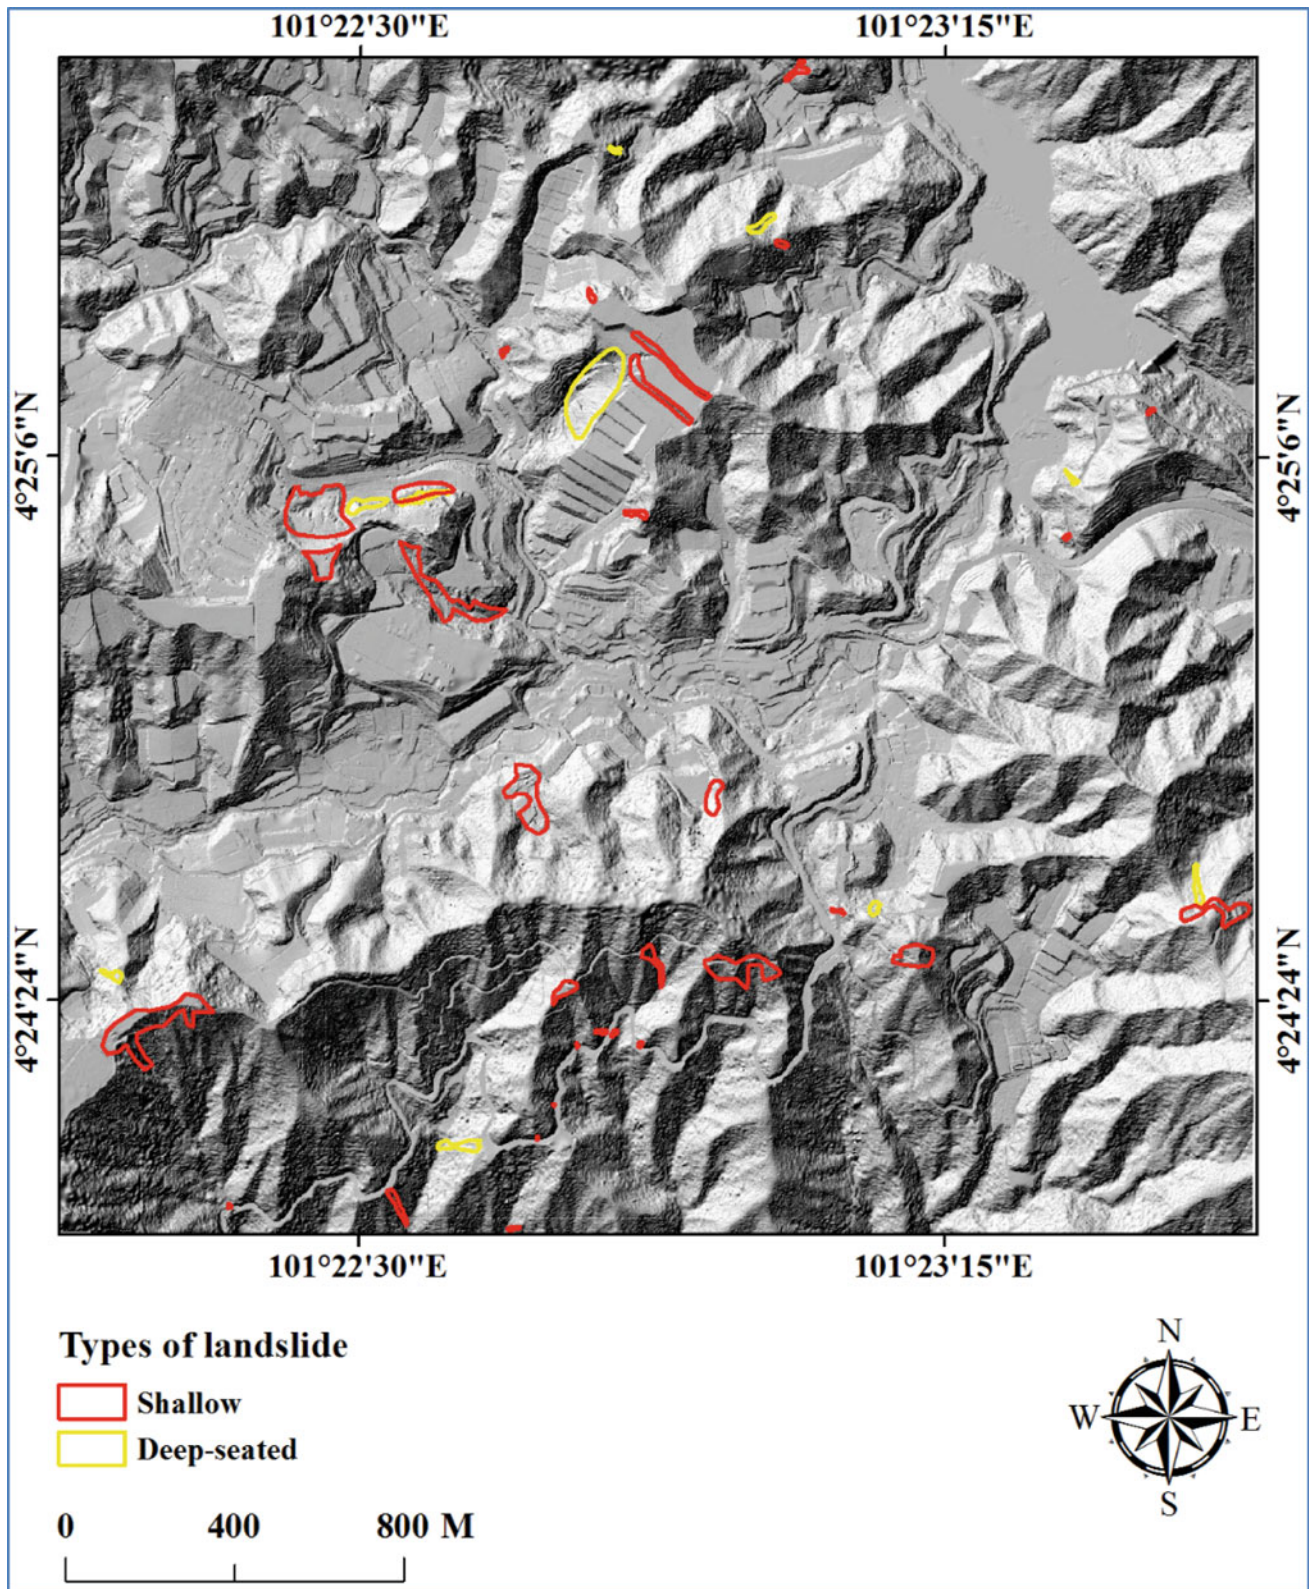 101°22'30"E 101°23'15"E
4°25'6"N 4°25'6"N
4°24'24"N 4°24'24"N
101°22'30"E 101°23'15"E
Types of landslide
Shallow
Deep-seated
0 400 800 M
N
W E
S